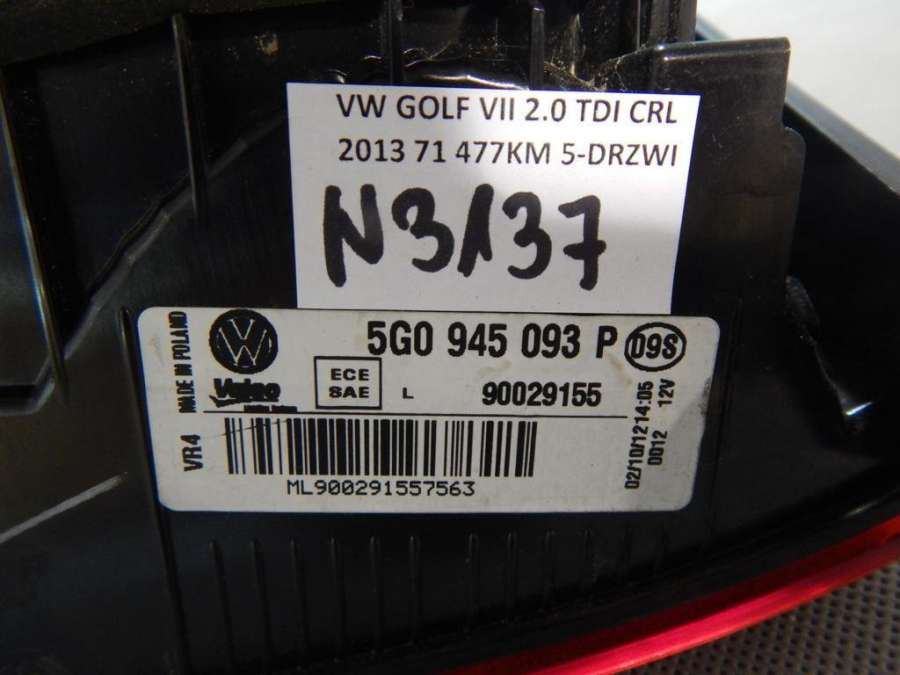 VW GOLF VII 2.0 TDI CRL
2013 71 477KM 5-DRZWI
N3137
MADE IN POLAND
5G0 945 093 P
D9S
Valeo
ECE
SAE
L
90029155
VR4
ML900291557563
02/10/12 14:05
0012 12V